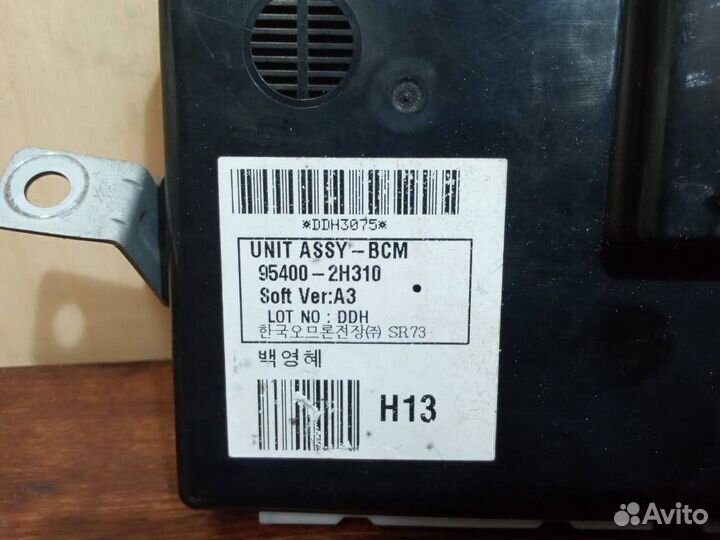 *DDH3075*
UNIT ASSY-BCM
95400-2H310
Soft Ver:A3
LOT NO : DDH
한국오므론전장㈜ SR73
백영혜
H13
Avito